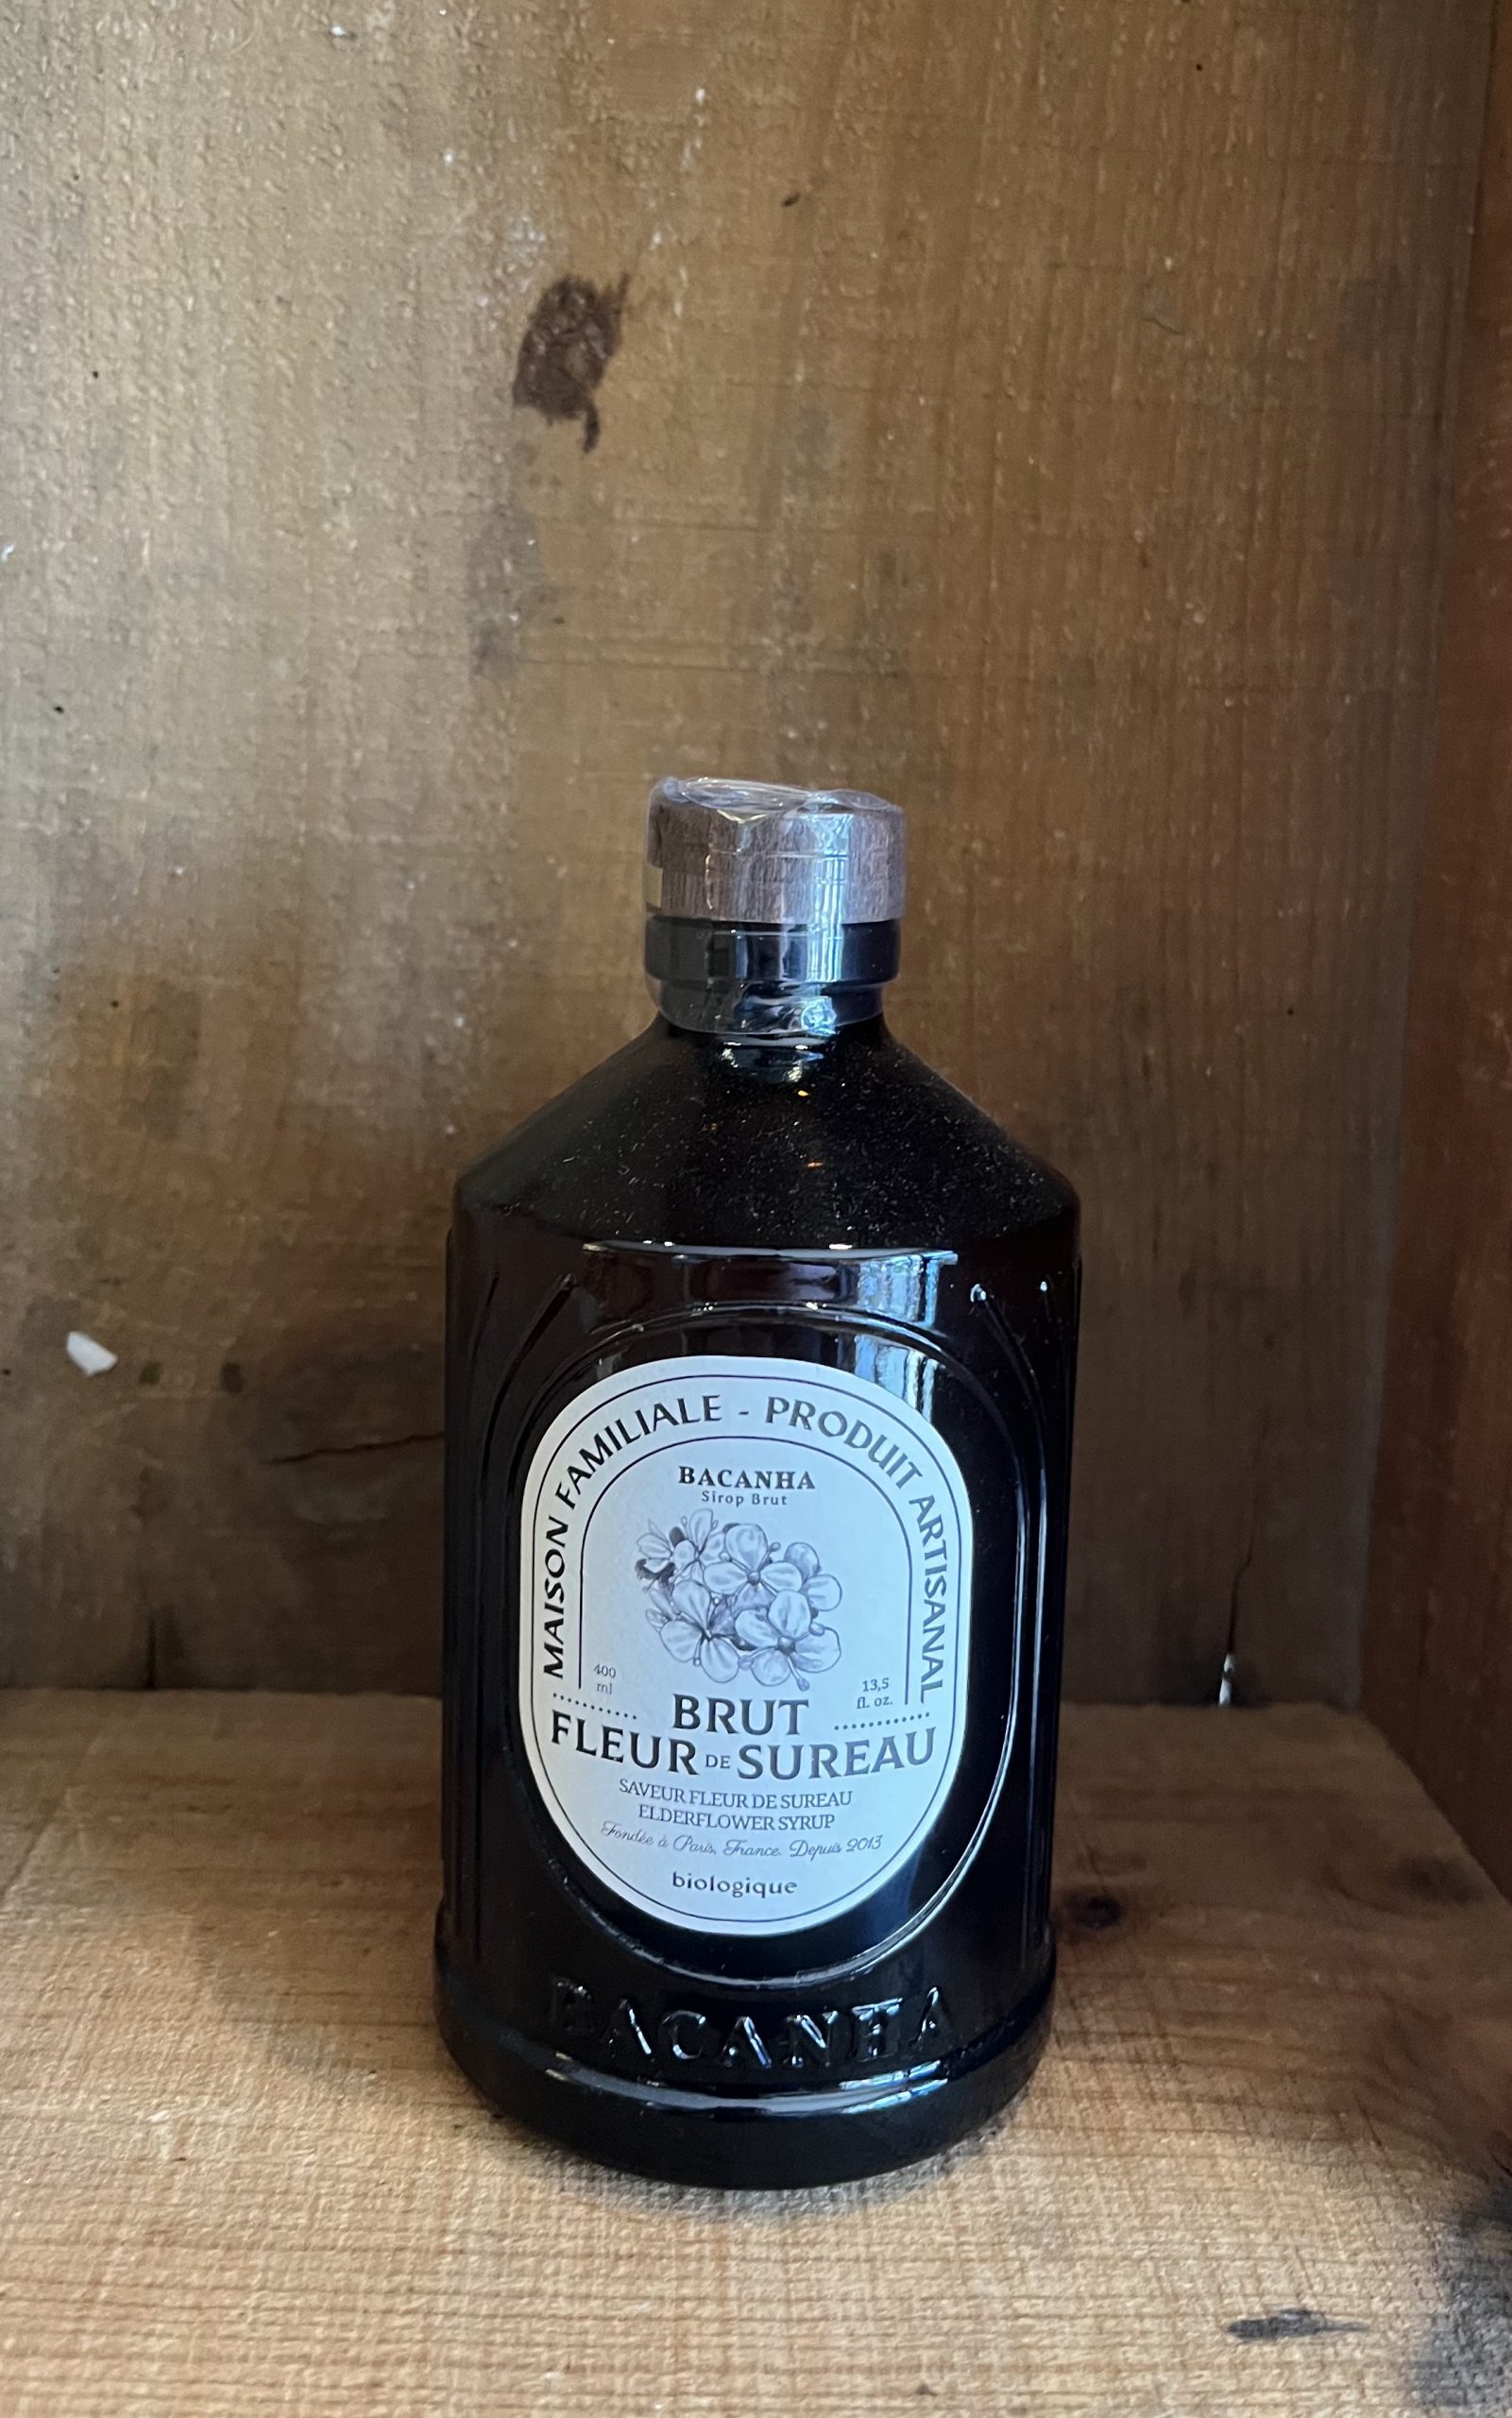 MAISON FAMILIALE - PRODUIT ARTISANAL
BACANHA
Sirop Brut
400
ml
13,5
fl. oz.
BRUT
FLEUR DE SUREAU
SAVEUR FLEUR DE SUREAU
ELDERFLOWER SYRUP
Fondée à Paris, France. Depuis 2013
biologique
BACANHA